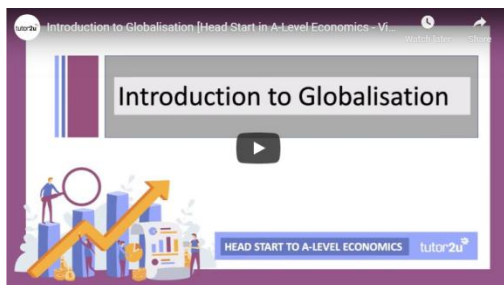 tutor2u
Introduction to Globalisation [Head Start in A-Level Economics - Vi...
Watch later
Share
Introduction to Globalisation
HEAD START TO A-LEVEL ECONOMICS
tutor2u